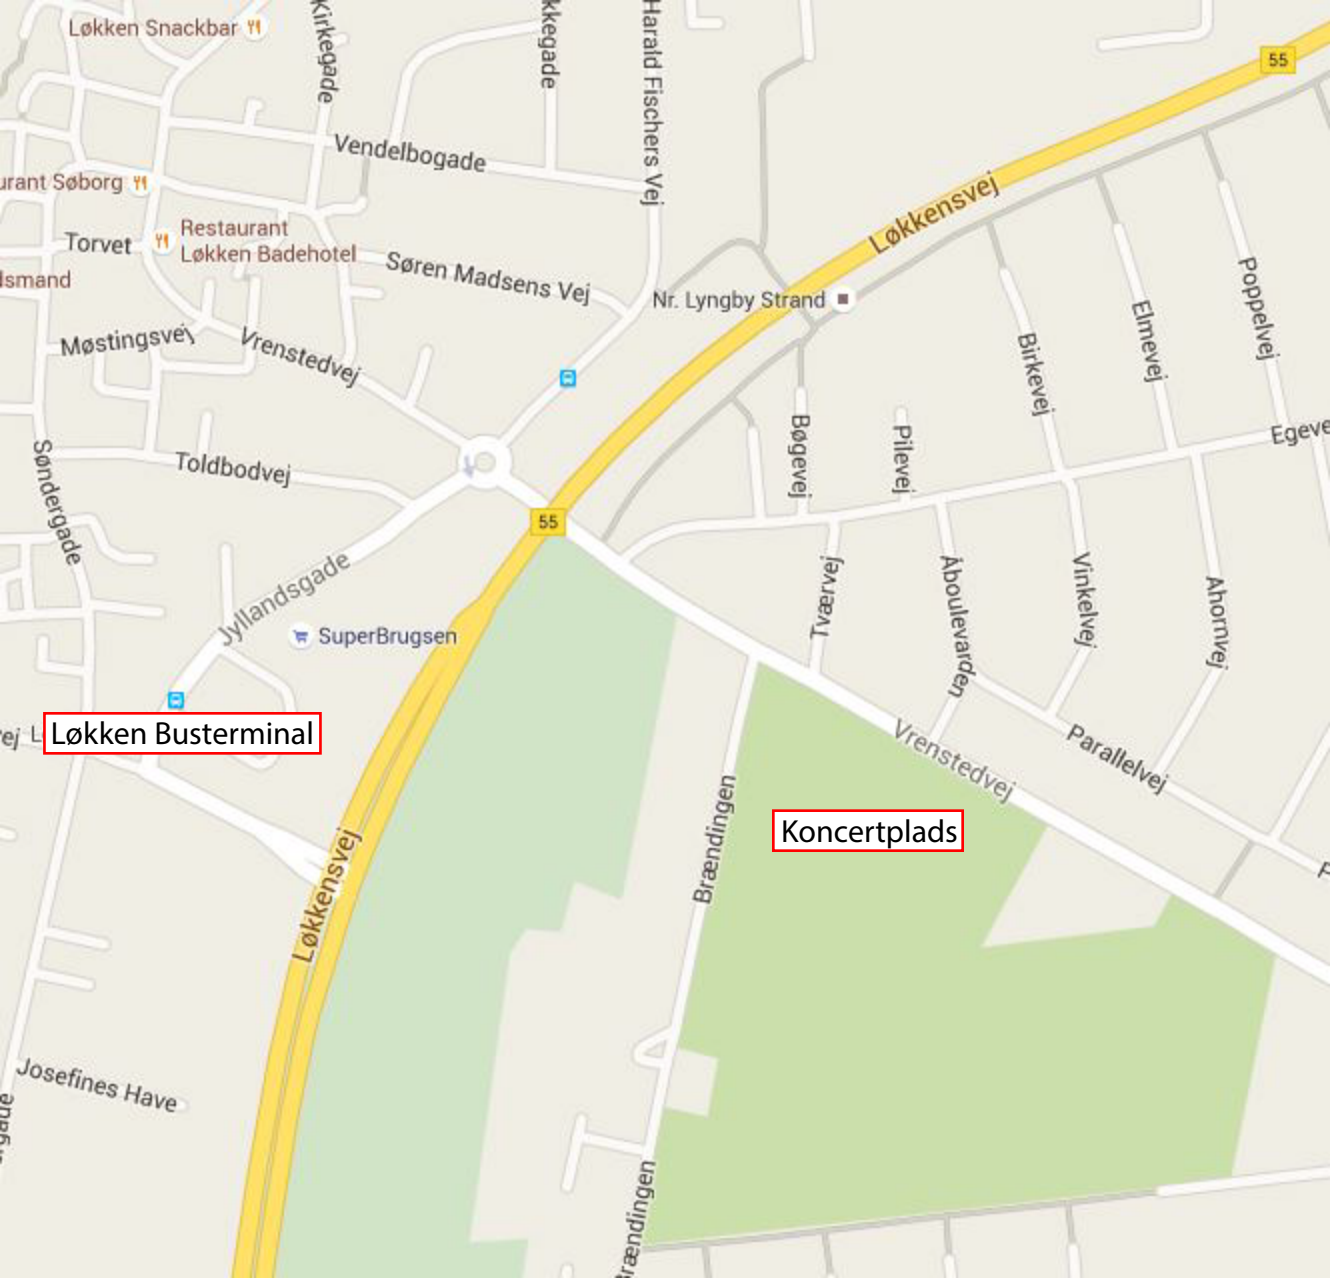 Løkken Snackbar
Kirkegade
kkegade
Harald Fischers Vej
55
Vendelbogade
urant Søborg
Restaurant
Løkken Badehotel
Torvet
Søren Madsens Vej
Løkkensvej
Nr. Lyngby Strand
Poppelvej
Elmevej
Birkevej
Møstingsvej
Vrenstedvej
Bøgevej
Pilevej
Egeve
Søndergade
Toldbodvej
55
Jyllandsgade
SuperBrugsen
Tværvej
Åboulevarden
Vinkelvej
Ahornvej
ej L
Løkken Busterminal
Vrenstedvej
Parallelvej
Brændingen
Koncertplads
Løkkensvej
Josefines Have
Brændingen